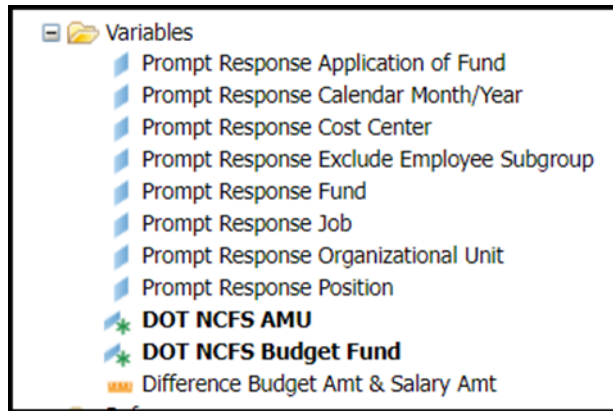 Variables
Prompt Response Application of Fund
Prompt Response Calendar Month/Year
Prompt Response Cost Center
Prompt Response Exclude Employee Subgroup
Prompt Response Fund
Prompt Response Job
Prompt Response Organizational Unit
Prompt Response Position
DOT NCFS AMU
DOT NCFS Budget Fund
Difference Budget Amt & Salary Amt